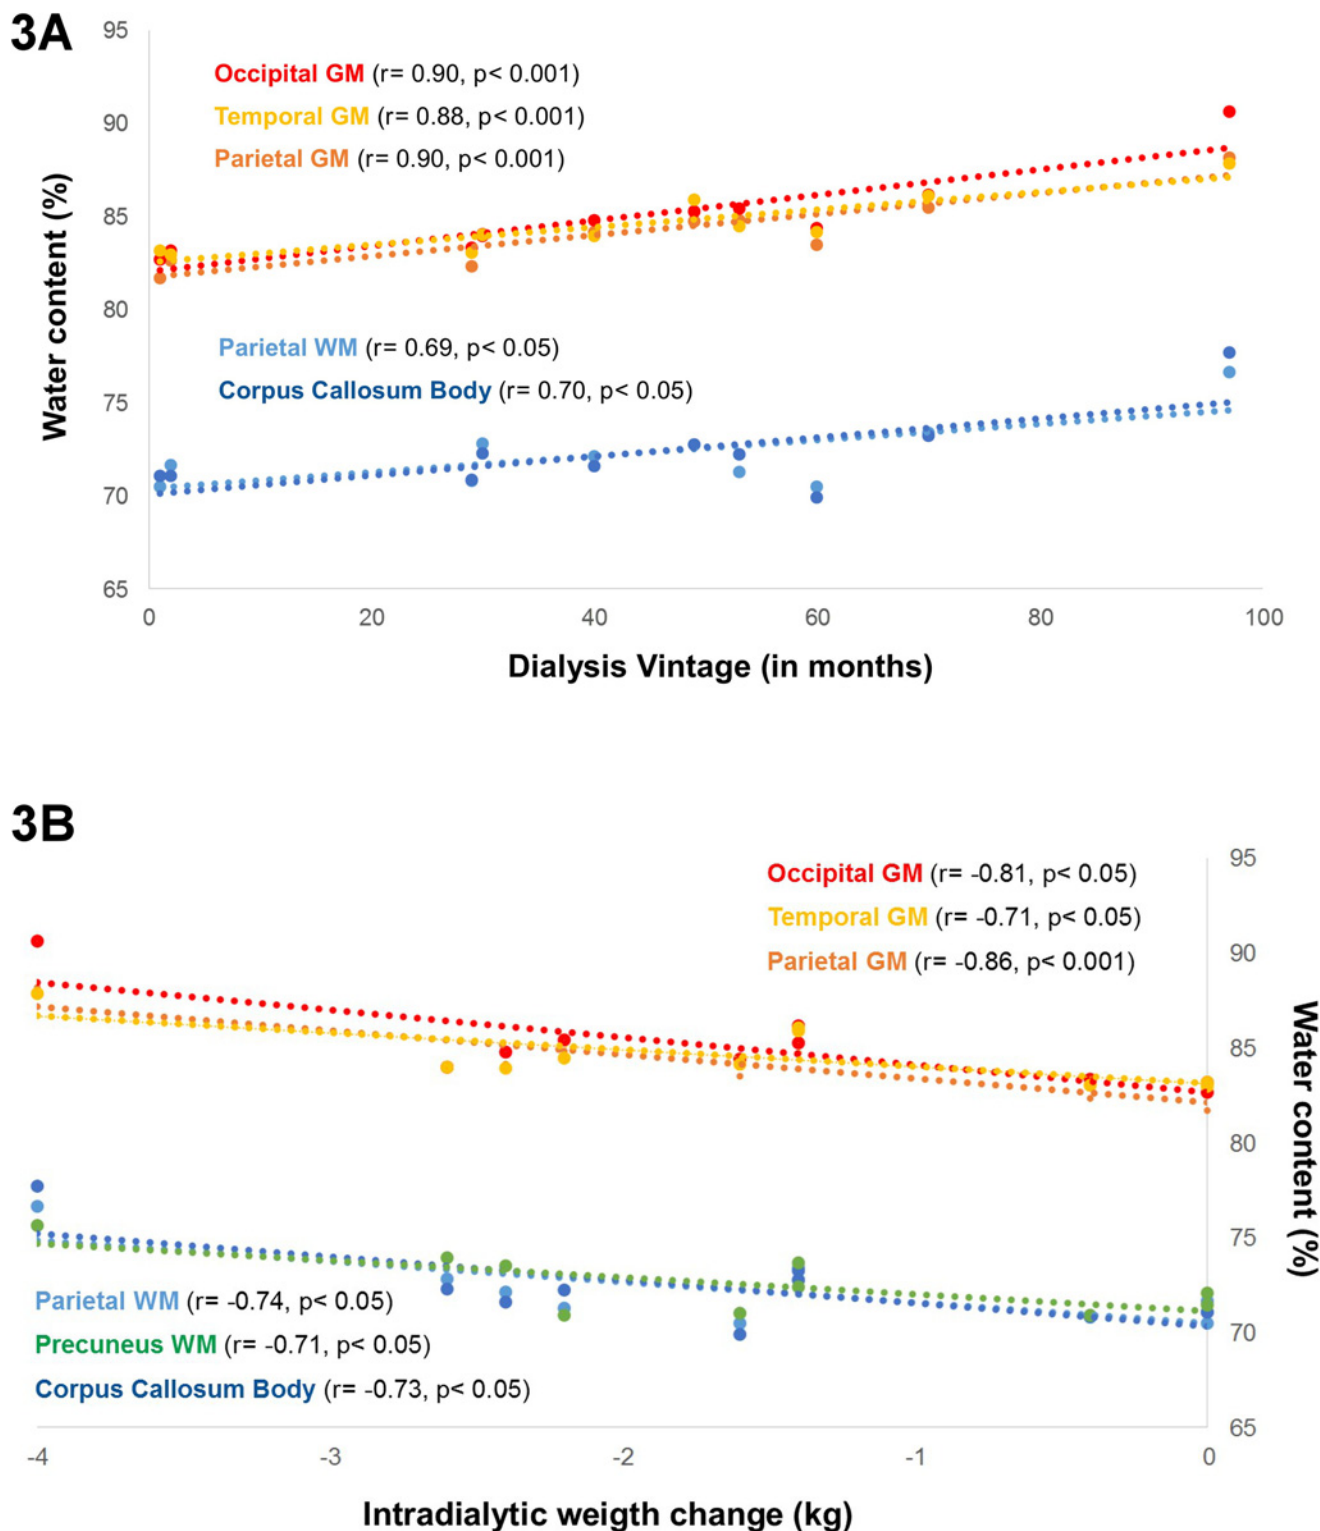 3A
95
Occipital GM (r= 0.90, p< 0.001)
Temporal GM (r= 0.88, p< 0.001)
90
Parietal GM (r= 0.90, p< 0.001)
85
Water content (%)
80
Parietal WM (r= 0.69, p< 0.05)
Corpus Callosum Body (r= 0.70, p< 0.05)
75
70
65
0 20 40 60 80 100
Dialysis Vintage (in months)
3B
Occipital GM (r= -0.81, p< 0.05)
Temporal GM (r= -0.71, p< 0.05)
Parietal GM (r= -0.86, p< 0.001)
95
90
85
80
75
70
65
Water content (%)
Parietal WM (r= -0.74, p< 0.05)
Precuneus WM (r= -0.71, p< 0.05)
Corpus Callosum Body (r= -0.73, p< 0.05)
-4 -3 -2 -1 0
Intradialytic weigth change (kg)